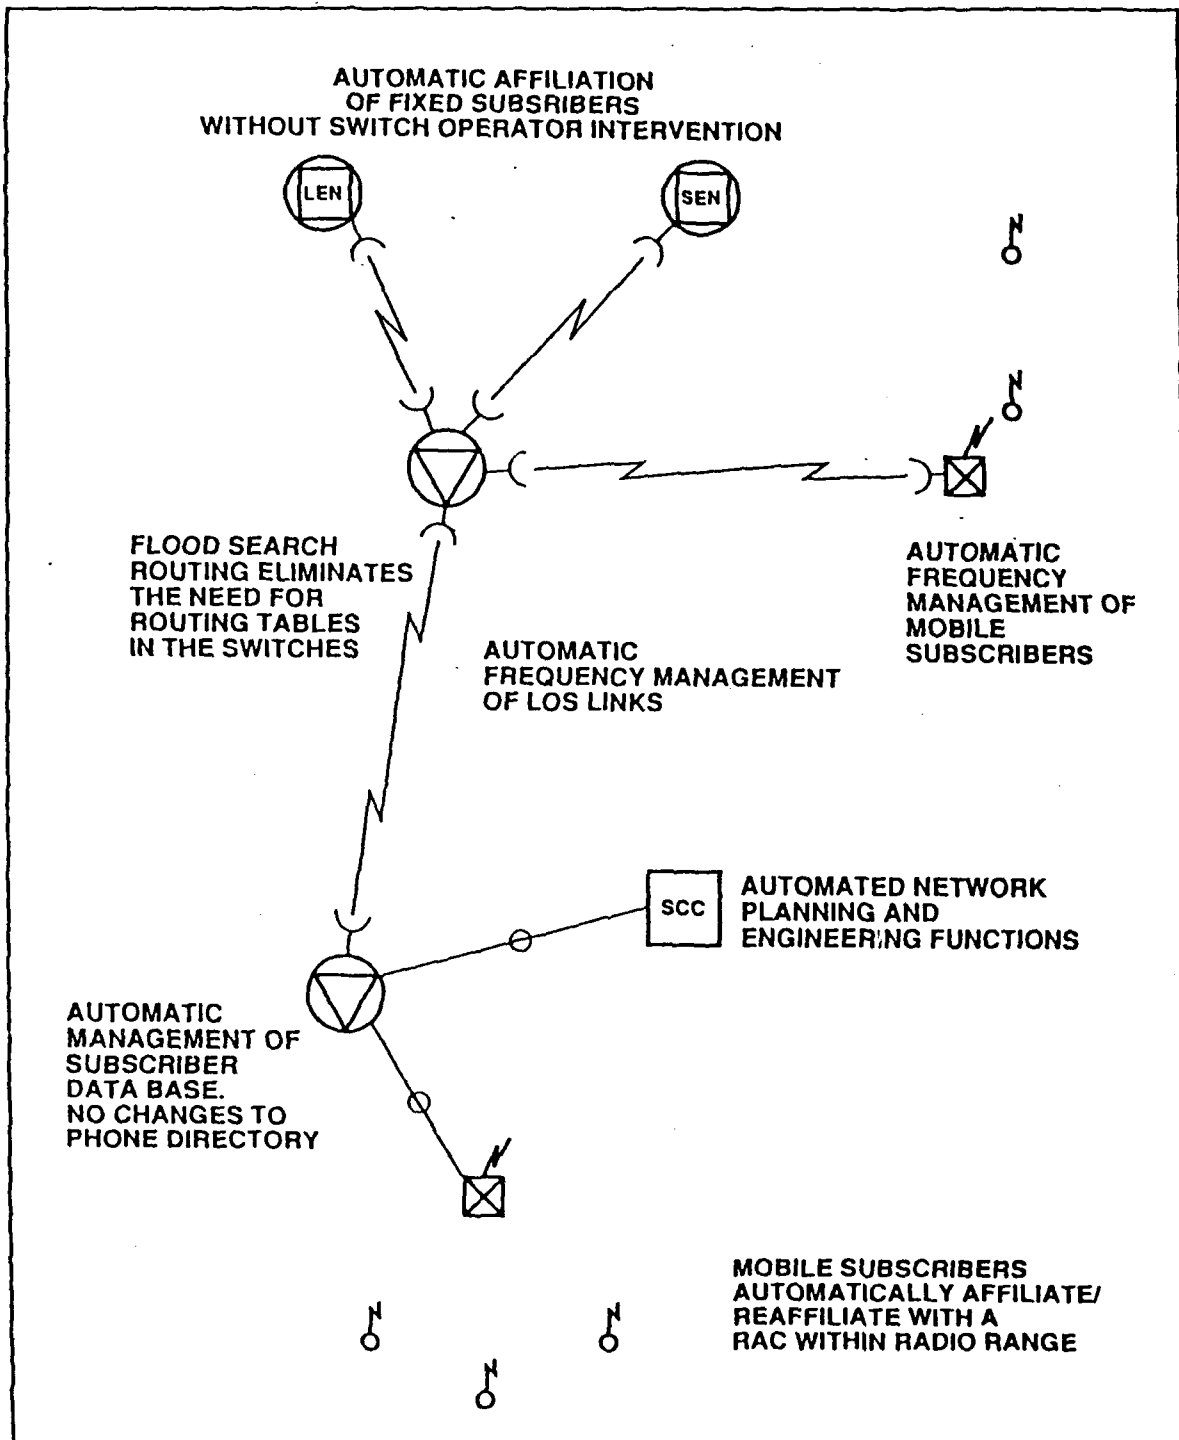 AUTOMATIC AFFILIATION
OF FIXED SUBSRIBERS
WITHOUT SWITCH OPERATOR INTERVENTION
LEN
SEN
FLOOD SEARCH
ROUTING ELIMINATES
THE NEED FOR
ROUTING TABLES
IN THE SWITCHES
AUTOMATIC
FREQUENCY MANAGEMENT
OF LOS LINKS
AUTOMATIC
FREQUENCY
MANAGEMENT OF
MOBILE
SUBSCRIBERS
SCC
AUTOMATED NETWORK
PLANNING AND
ENGINEERING FUNCTIONS
AUTOMATIC
MANAGEMENT OF
SUBSCRIBER
DATA BASE.
NO CHANGES TO
PHONE DIRECTORY
MOBILE SUBSCRIBERS
AUTOMATICALLY AFFILIATE/
REAFFILIATE WITH A
RAC WITHIN RADIO RANGE